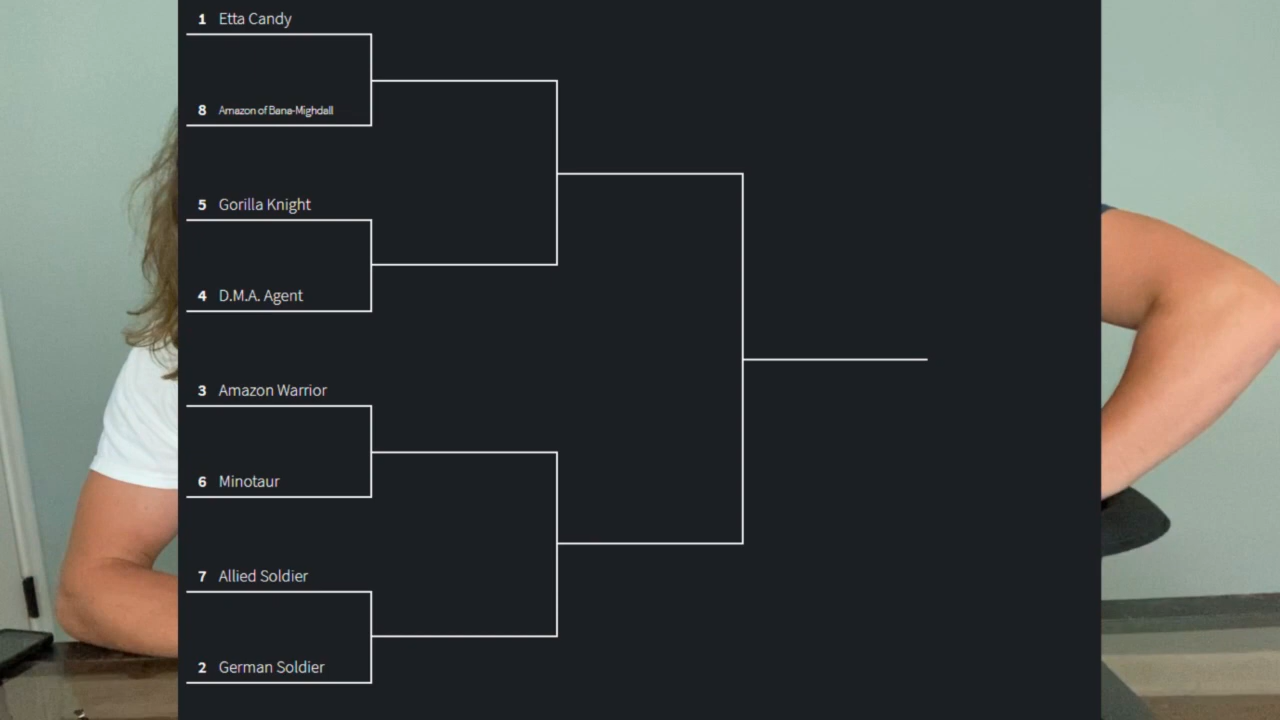 1 Etta Candy
8 Amazon of Bana-Mighdall
5 Gorilla Knight
4 D.M.A. Agent
3 Amazon Warrior
6 Minotaur
7 Allied Soldier
2 German Soldier